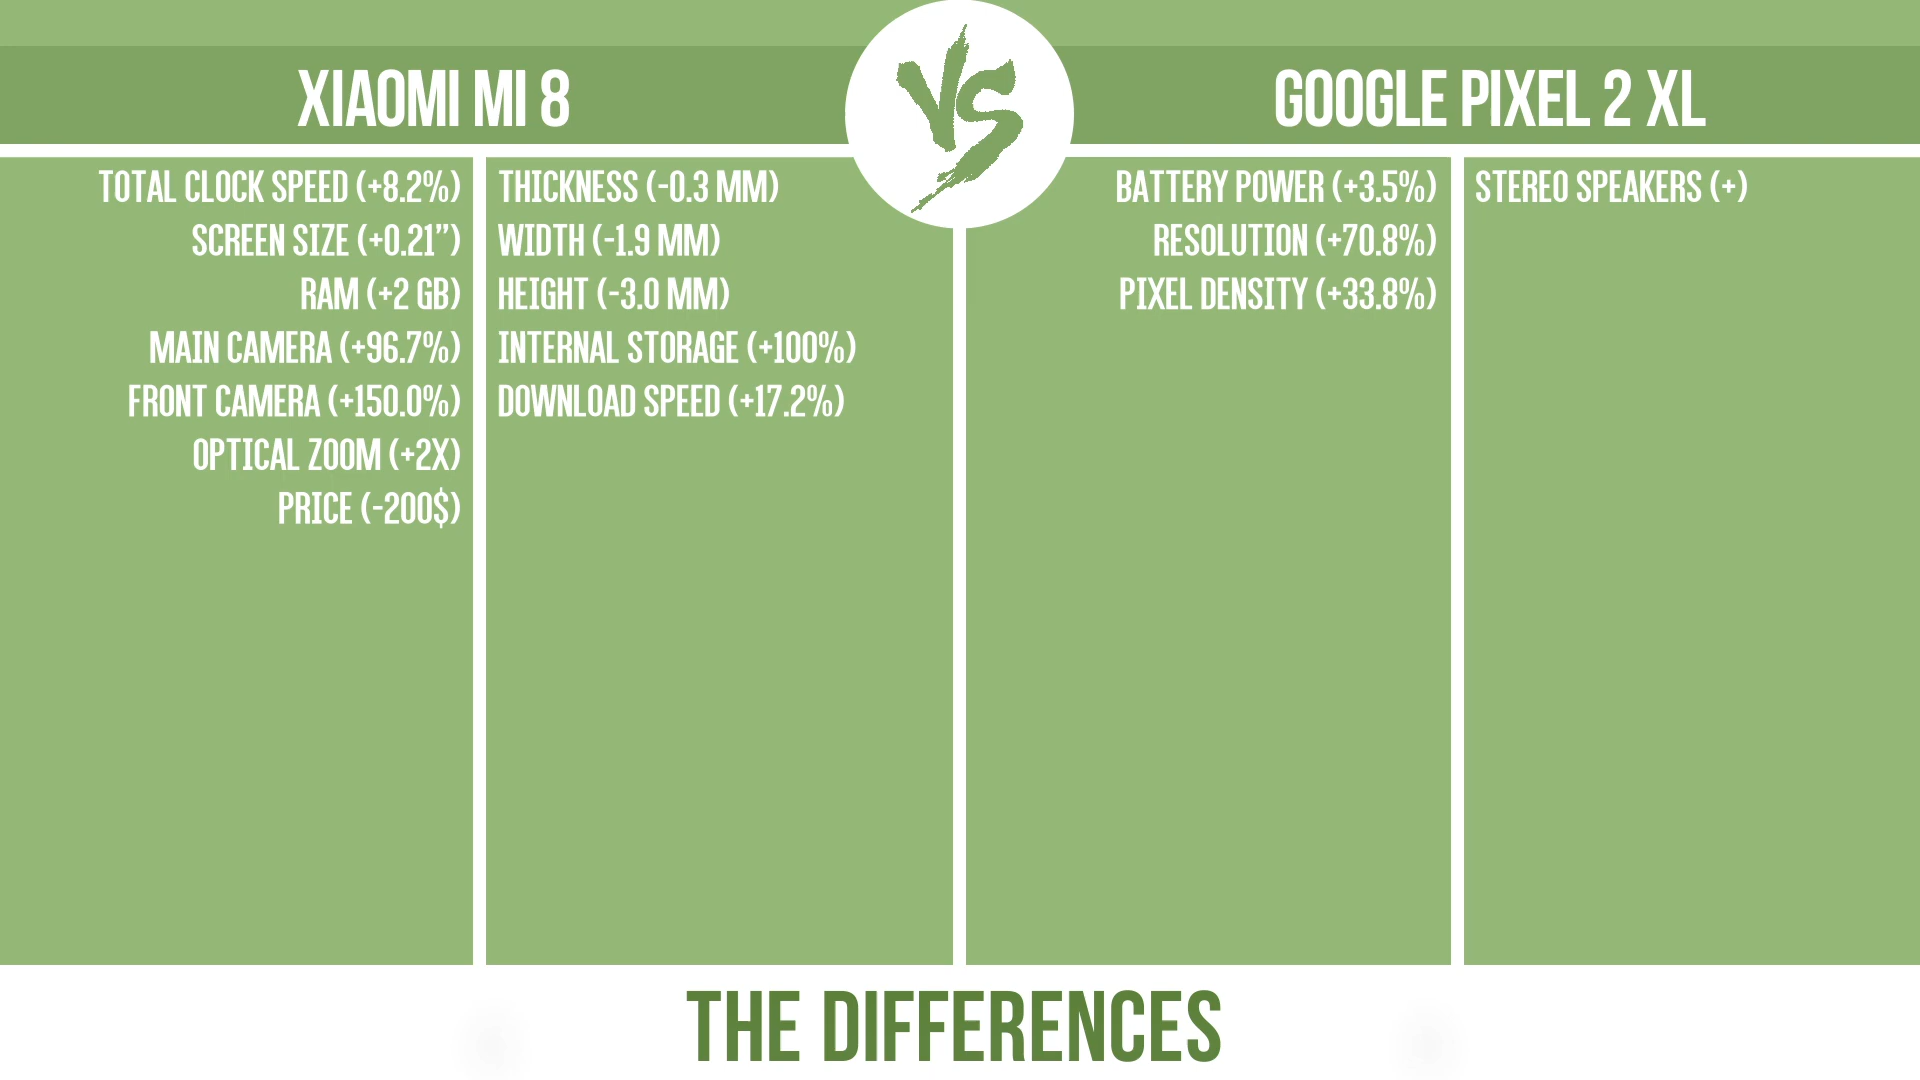 XIAOMI MI 8
VS
GOOGLE PIXEL 2 XL
TOTAL CLOCK SPEED (+8.2%)
SCREEN SIZE (+0.21”)
RAM (+2 GB)
MAIN CAMERA (+96.7%)
FRONT CAMERA (+150.0%)
OPTICAL ZOOM (+2X)
PRICE (-200$)
THICKNESS (-0.3 MM)
WIDTH (-1.9 MM)
HEIGHT (-3.0 MM)
INTERNAL STORAGE (+100%)
DOWNLOAD SPEED (+17.2%)
BATTERY POWER (+3.5%)
RESOLUTION (+70.8%)
PIXEL DENSITY (+33.8%)
STEREO SPEAKERS (+)
THE DIFFERENCES